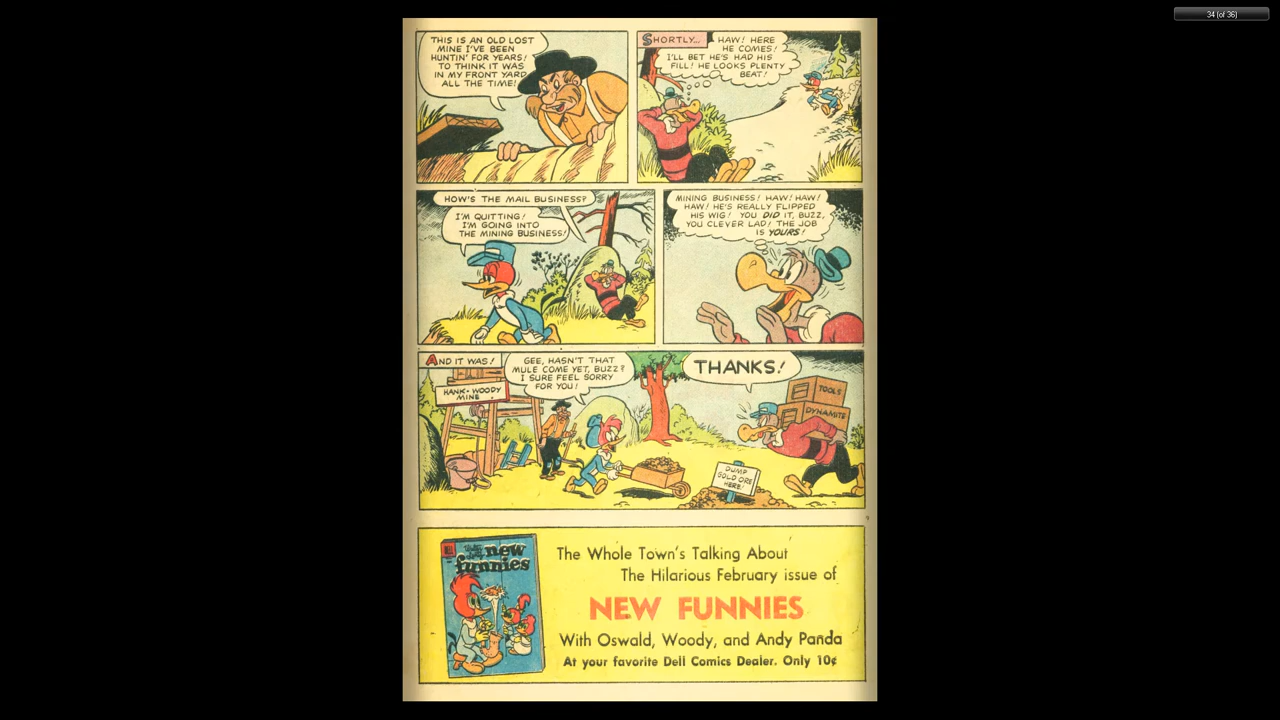 34 (of 36)
THIS IS AN OLD LOST
MINE I'VE BEEN
HUNTIN' FOR YEARS!
TO THINK IT WAS
IN MY FRONT YARD
ALL THE TIME!
SHORTLY...
HAW! HERE
HE COMES!
I'LL BET HE'S HAD HIS
FILL! HE LOOKS PLENTY
BEAT!
HOW'S THE MAIL BUSINESS?
I'M QUITTING!
I'M GOING INTO
THE MINING BUSINESS!
MINING BUSINESS! HAW! HAW!
HAW! HE'S REALLY FLIPPED
HIS WIG! YOU DID IT, BUZZ,
YOU CLEVER LAD! THE JOB
IS YOURS!
AND IT WAS!
HANK-WOODY
MINE
GEE, HASN'T THAT
MULE COME YET, BUZZ?
I SURE FEEL SORRY
FOR YOU!
THANKS!
TOOLS
DYNAMITE
DUMP
GOLD ORE
HERE!
new
funnies
The Whole Town's Talking About
The Hilarious February issue of
NEW FUNNIES
With Oswald, Woody, and Andy Panda
At your favorite Dell Comics Dealer. Only 10¢